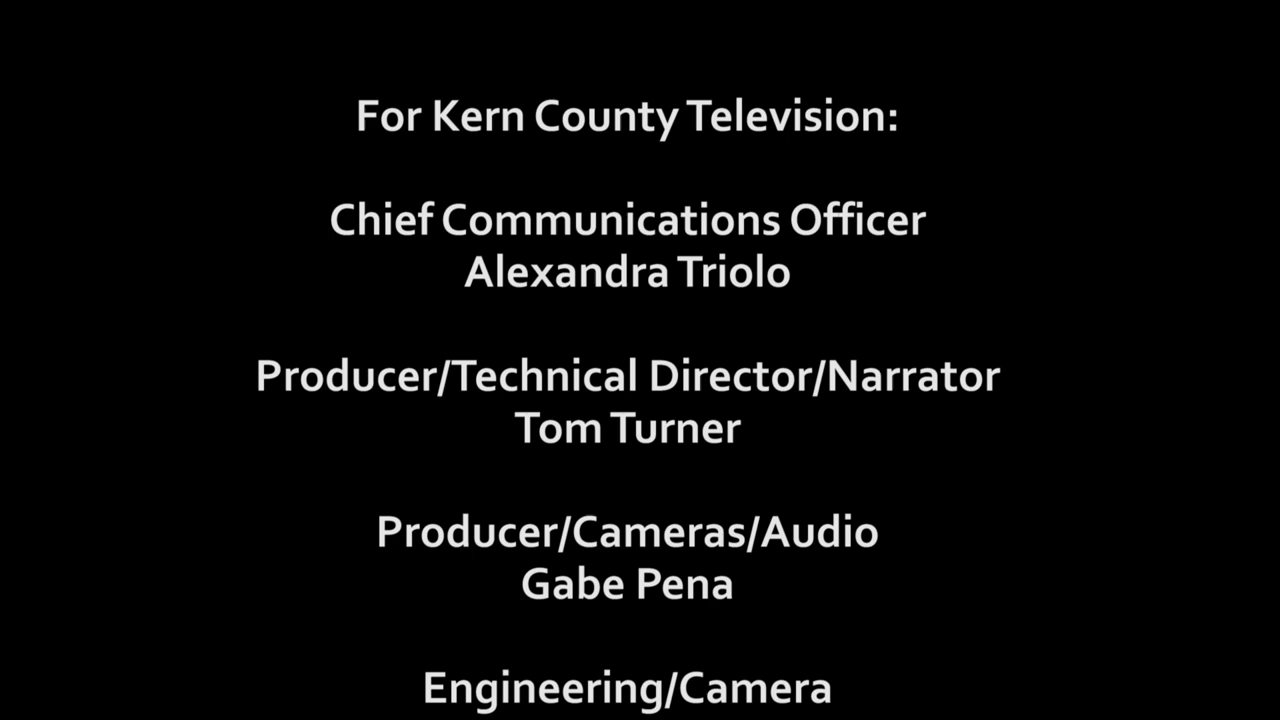 For Kern County Television:
Chief Communications Officer
Alexandra Triolo
Producer/Technical Director/Narrator
Tom Turner
Producer/Cameras/Audio
Gabe Pena
Engineering/Camera